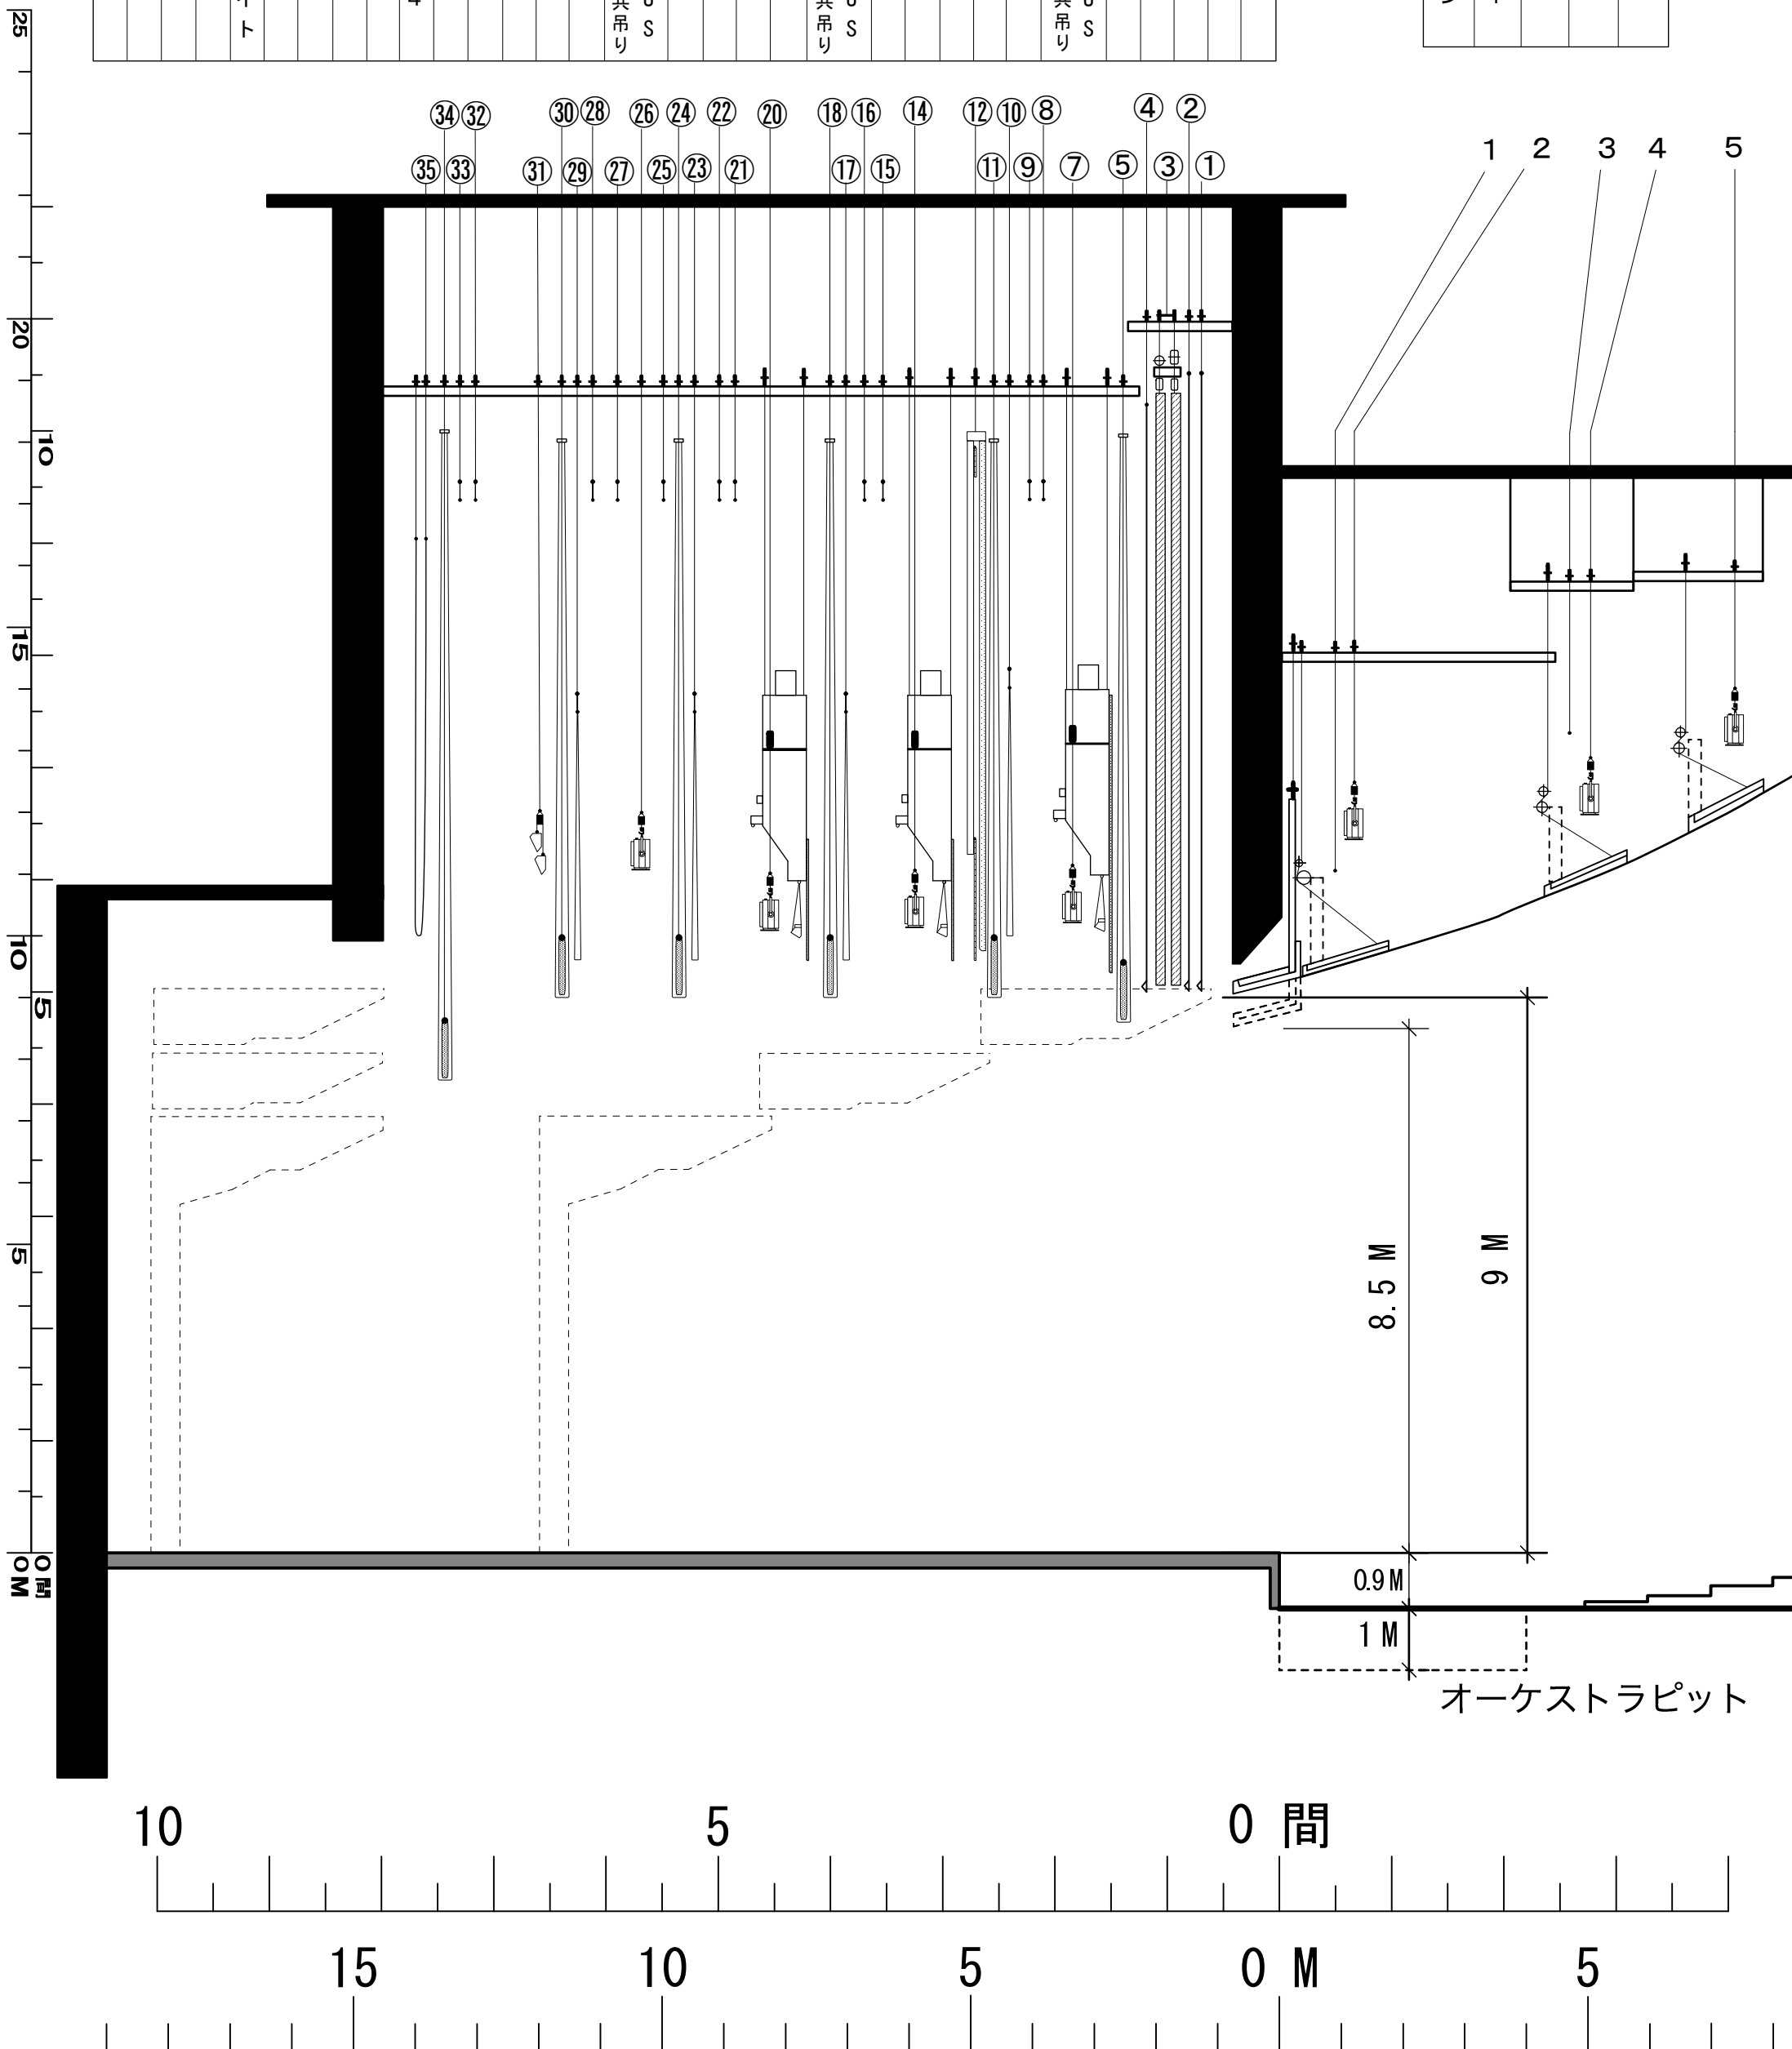 ト
S
具吊り
S
具吊り
S
具吊り
25
㉞ ㉜ ㉚ ㉘ ㉖ ㉔ ㉒ ⑳ ⑱ ⑯ ⑭ ⑫ ⑩ ⑧ ④ ②
㉟ ㉝ ㉛ ㉙ ㉗ ㉕ ㉓ ㉑ ⑰ ⑮ ⑪ ⑨ ⑦ ⑤ ③ ①
1 2 3 4 5
20
10
15
10
5
5
0間
0M
8.5 M
9 M
0.9 M
1 M
オーケストラピット
10 5 0 間
15 10 5 0 M 5